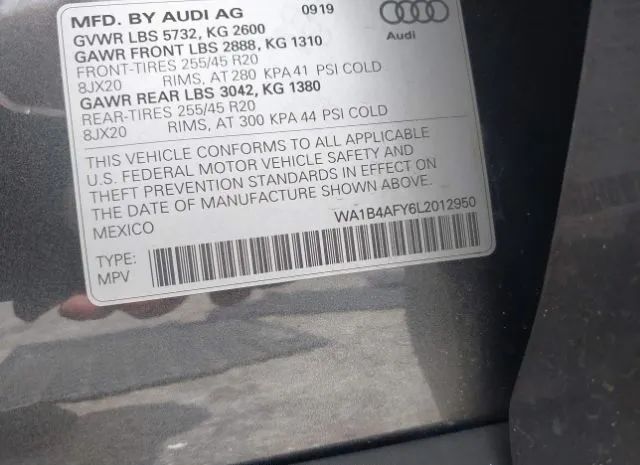 MFD. BY AUDI AG 0919
GVWR LBS 5732, KG 2600
GAWR FRONT LBS 2888, KG 1310
FRONT-TIRES 255/45 R20
8JX20 RIMS, AT 280 KPA 41 PSI COLD
GAWR REAR LBS 3042, KG 1380
REAR-TIRES 255/45 R20
8JX20 RIMS, AT 300 KPA 44 PSI COLD
Audi
THIS VEHICLE CONFORMS TO ALL APPLICABLE
U.S. FEDERAL MOTOR VEHICLE SAFETY AND
THEFT PREVENTION STANDARDS IN EFFECT ON
THE DATE OF MANUFACTURE SHOWN ABOVE.
MEXICO
WA1B4AFY6L2012950
TYPE:
MPV